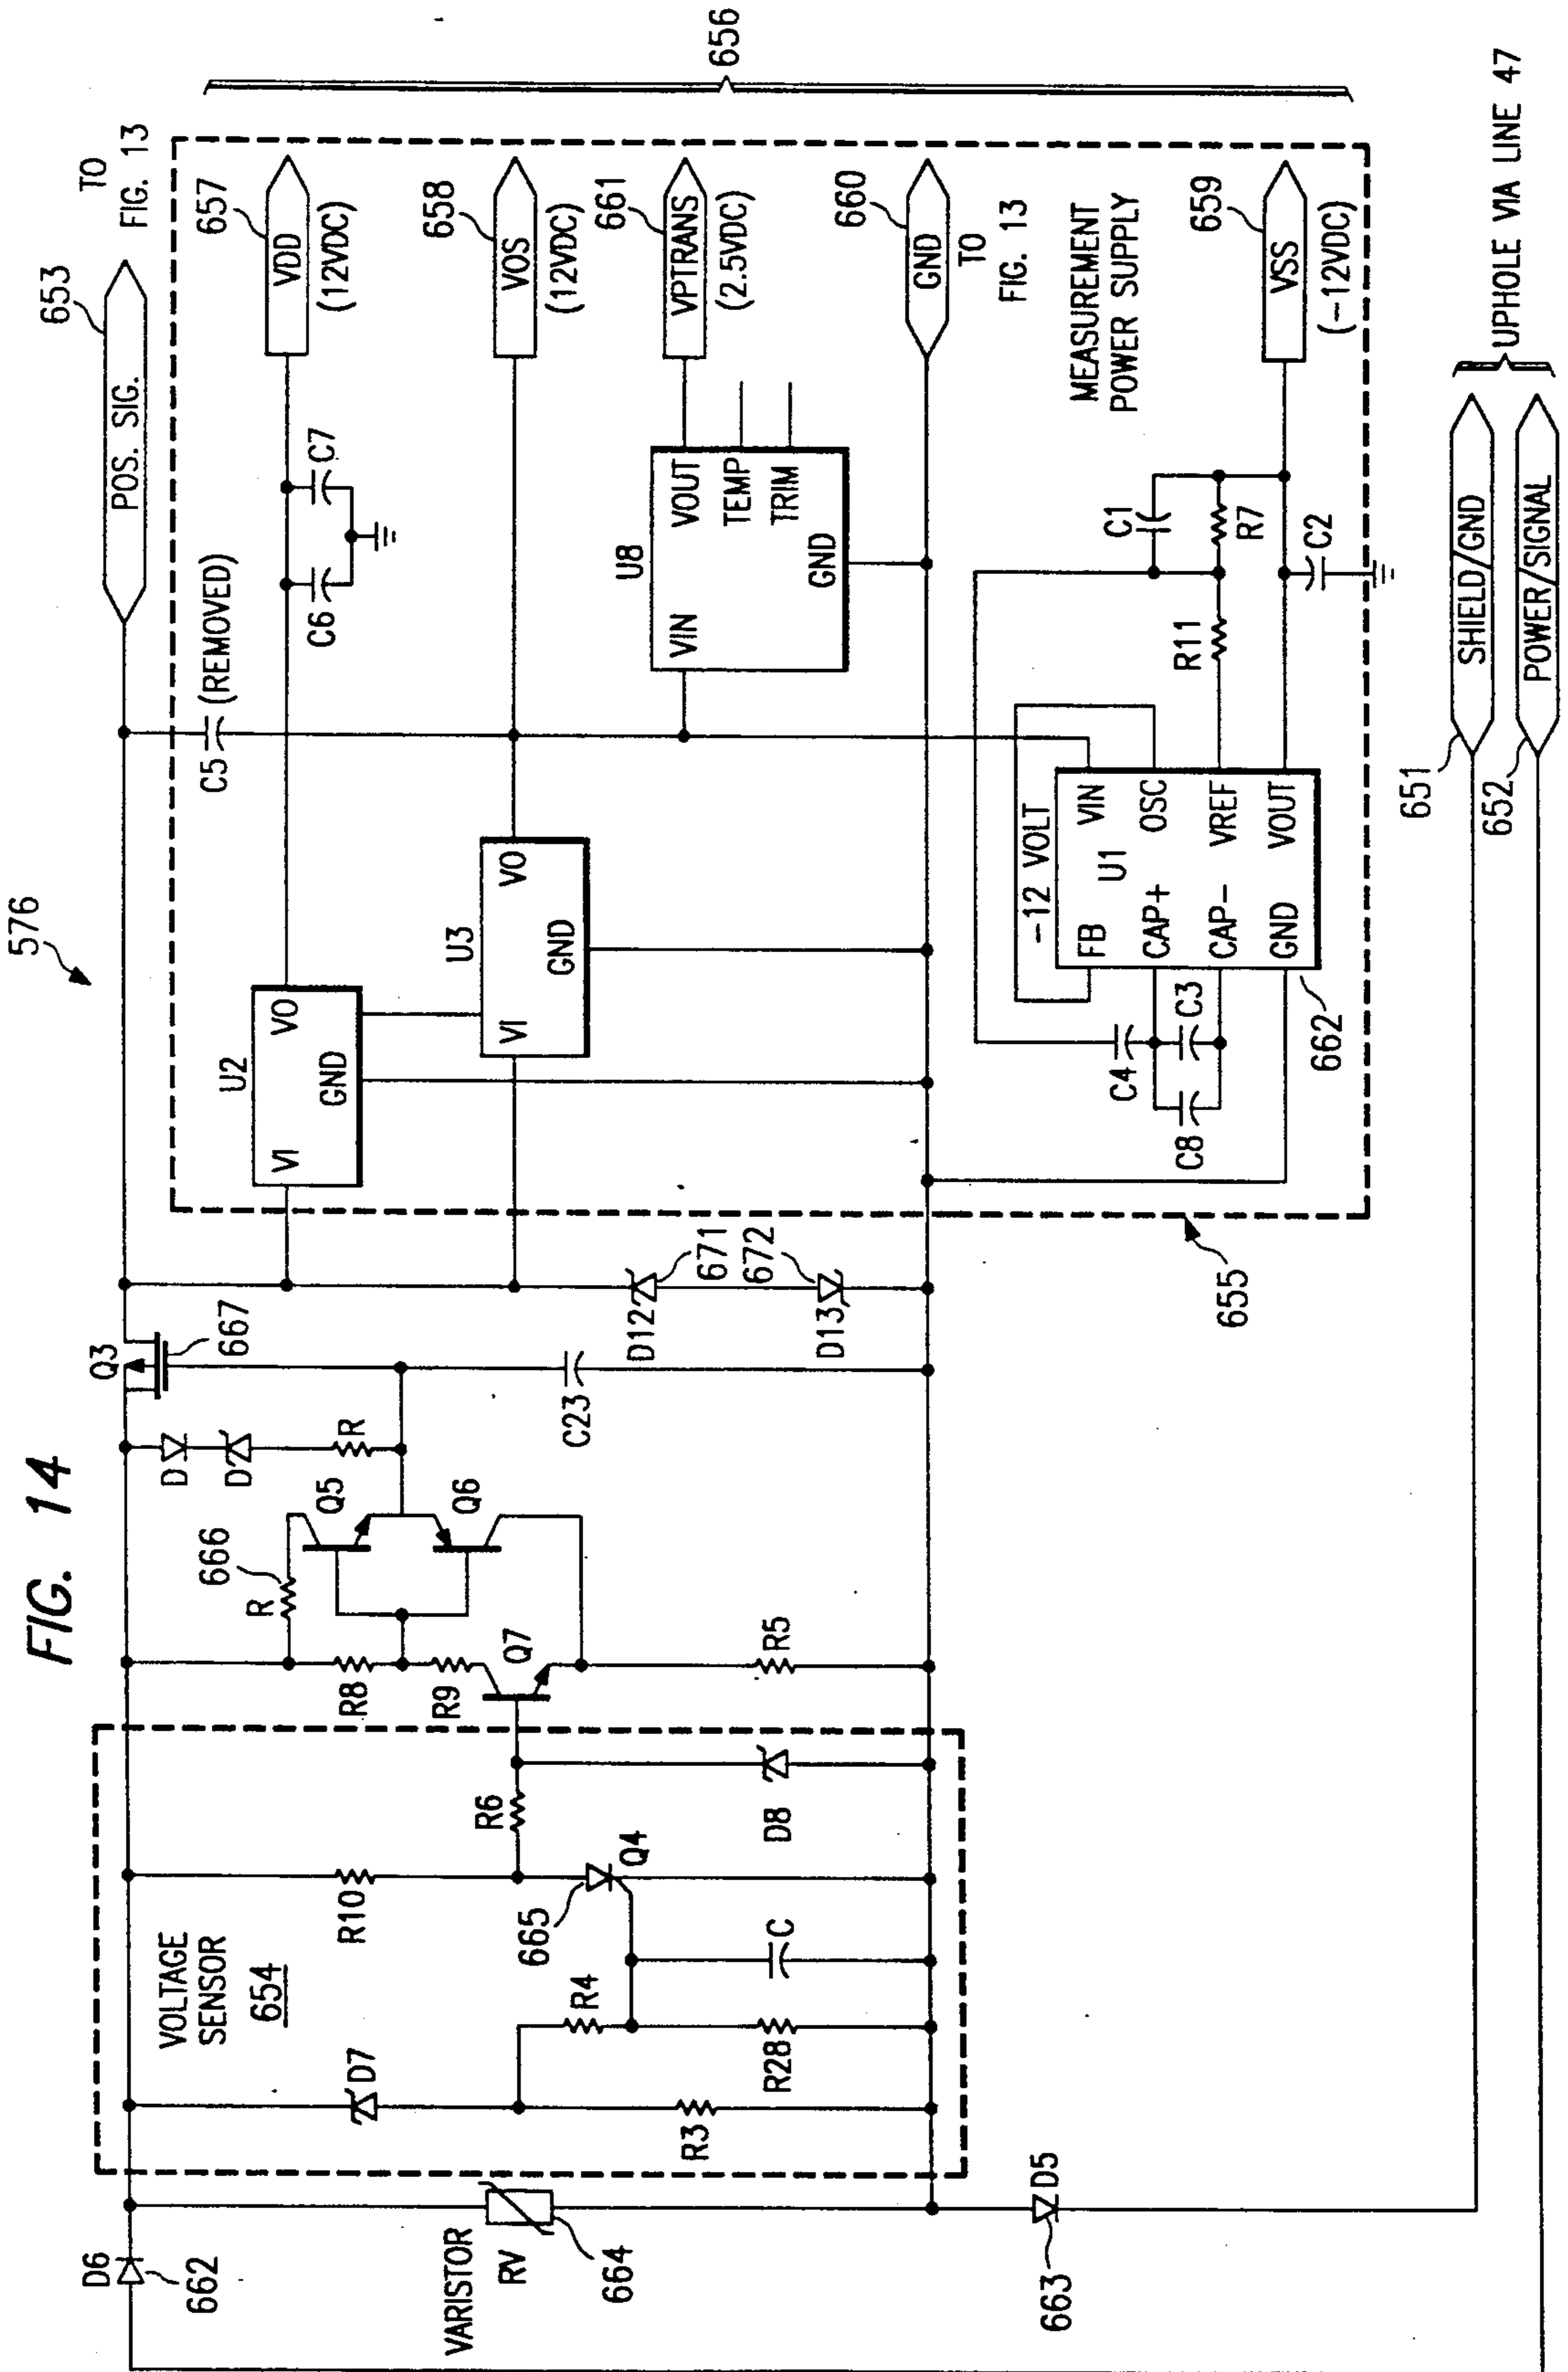 FIG. 14
576
653
TO
FIG. 13
POS. SIG.
656
657
VDD
(12VDC)
658
VOS
(12VDC)
661
VPTRANS
(2.5VDC)
660
GND
TO
FIG. 13
MEASUREMENT
POWER SUPPLY
659
VSS
(-12VDC)
C5 (REMOVED)
C6
C7
U2
VI
VO
GND
U3
VI
VO
GND
U8
VIN
VOUT
TEMP
TRIM
GND
-12 VOLT
U1
FB
CAP+
CAP-
GND
VIN
OSC
VREF
VOUT
662
C4
C3
C8
R11
R7
C1
C2
655
Q3
667
D12
671
672
D13
C23
D
D
R
Q5
Q6
666
R
R8
R9
Q7
R5
VOLTAGE
SENSOR
654
R10
R6
D8
665
Q4
C
R4
R28
D7
R3
D6
662
VARISTOR
RV
664
663
D5
651
SHIELD/GND
652
POWER/SIGNAL
UPHOLE VIA LINE 47